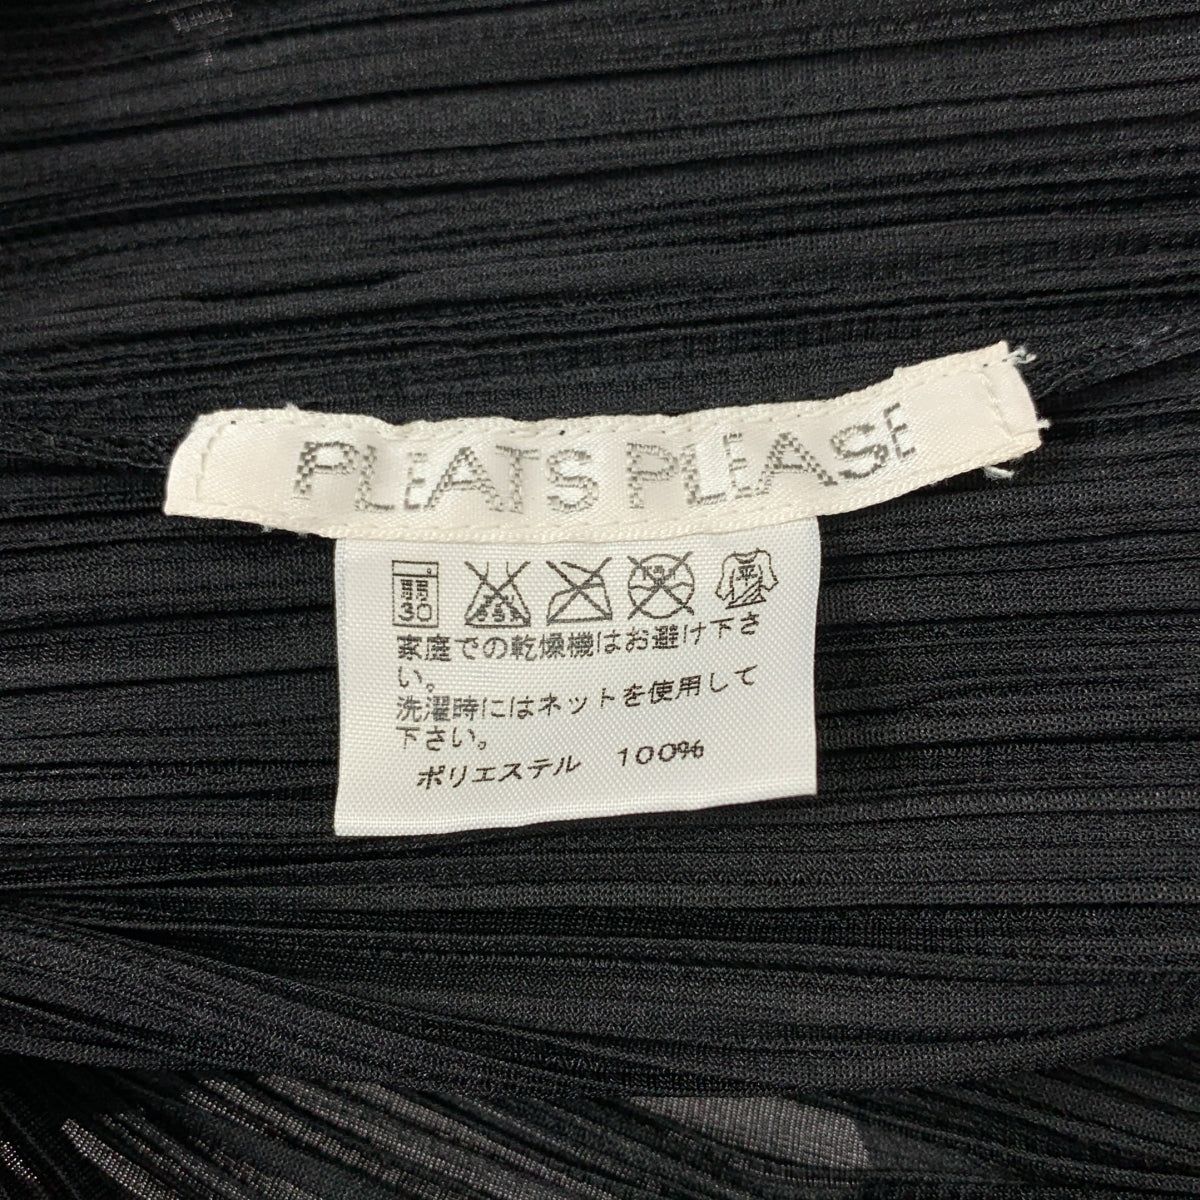 PLEATS PLEASE
弱
30
平
家庭での乾燥機はお避け下さ
い。
洗濯時にはネットを使用して
下さい。
ポリエステル 100%